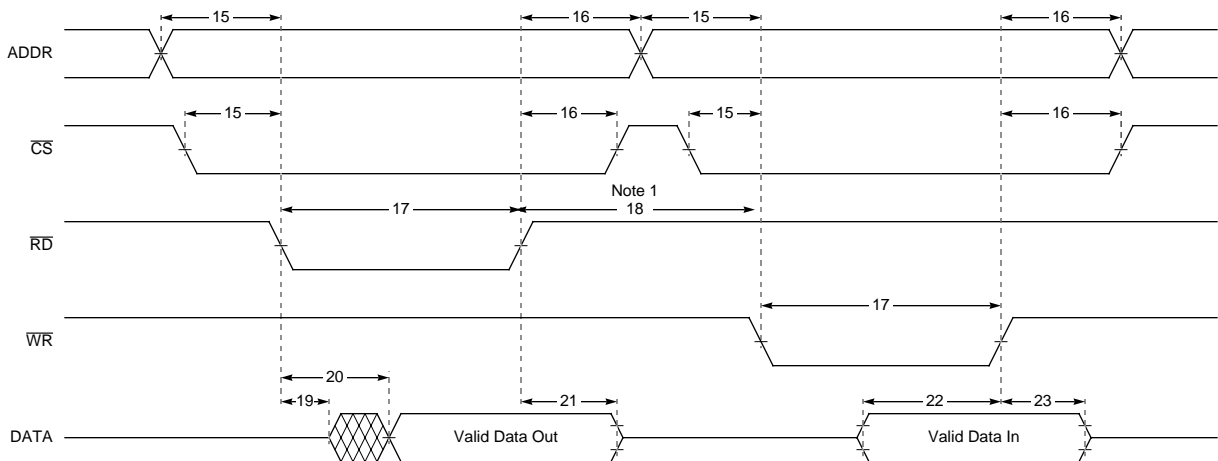 15 16 15 16
ADDR
15 16 15 16
CS
Note 1
17 18
RD
17
WR
20
19 21 22 23
DATA Valid Data Out Valid Data In